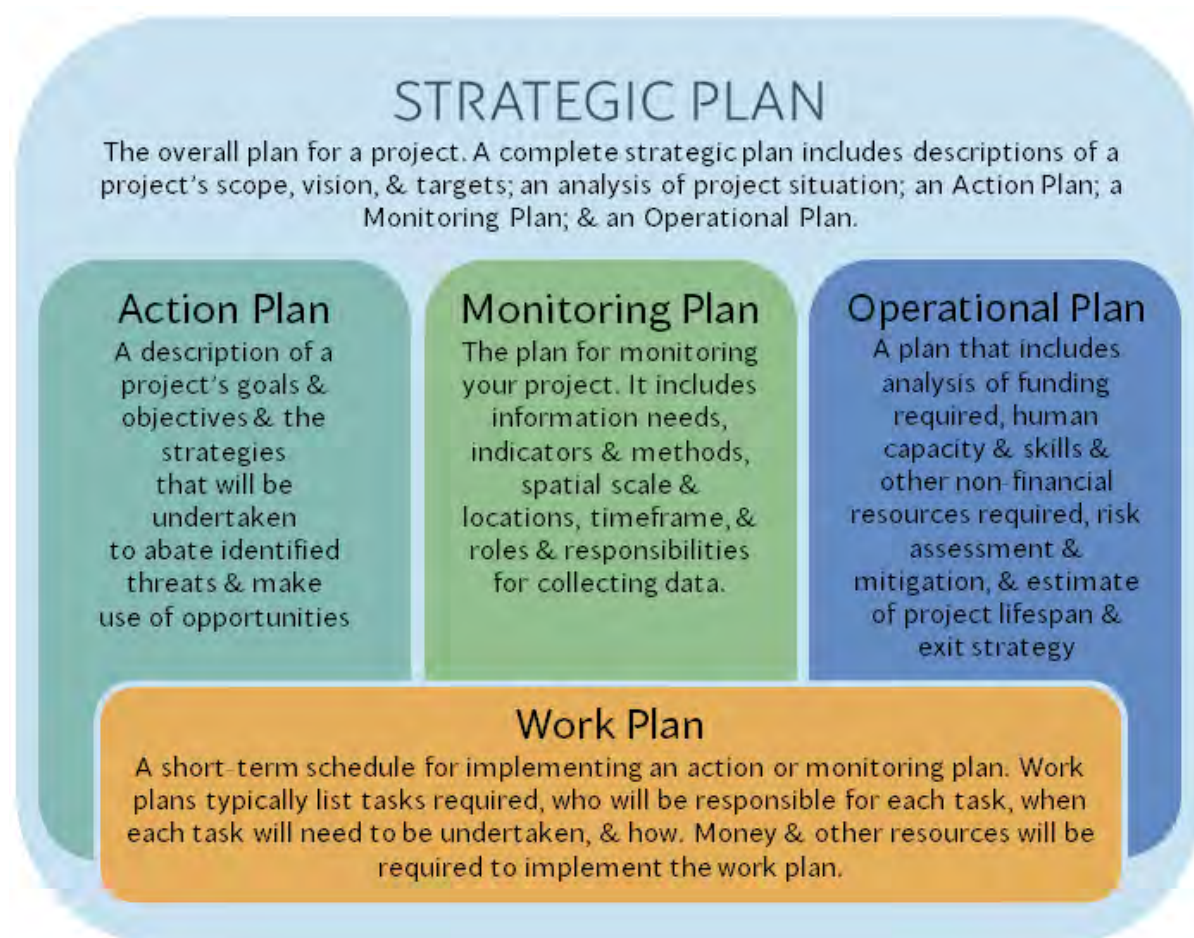 STRATEGIC PLAN
The overall plan for a project. A complete strategic plan includes descriptions of a
project's scope, vision, & targets; an analysis of project situation; an Action Plan; a
Monitoring Plan; & an Operational Plan.
Action Plan
A description of a
project's goals &
objectives & the
strategies
that will be
undertaken
to abate identified
threats & make
use of opportunities
Monitoring Plan
The plan for monitoring
your project. It includes
information needs,
indicators & methods,
spatial scale &
locations, timeframe, &
roles & responsibilities
for collecting data.
Operational Plan
A plan that includes
analysis of funding
required, human
capacity & skills &
other non-financial
resources required, risk
assessment &
mitigation, & estimate
of project lifespan &
exit strategy
Work Plan
A short-term schedule for implementing an action or monitoring plan. Work
plans typically list tasks required, who will be responsible for each task, when
each task will need to be undertaken, & how. Money & other resources will be
required to implement the work plan.